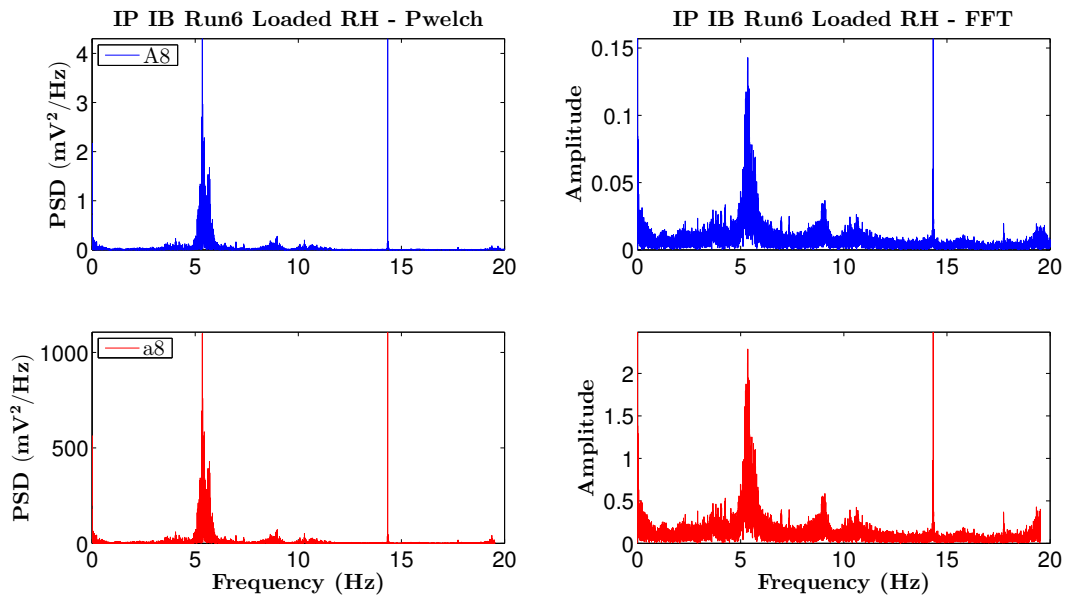 IP IB Run6 Loaded RH - Pwelch
IP IB Run6 Loaded RH - FFT
PSD (mV²/Hz)
4
3
2
1
0
A8
0 5 10 15 20
Amplitude
0.15
0.1
0.05
0
0 5 10 15 20
PSD (mV²/Hz)
1000
500
0
a8
0 5 10 15 20
Frequency (Hz)
Amplitude
2
1.5
1
0.5
0
0 5 10 15 20
Frequency (Hz)